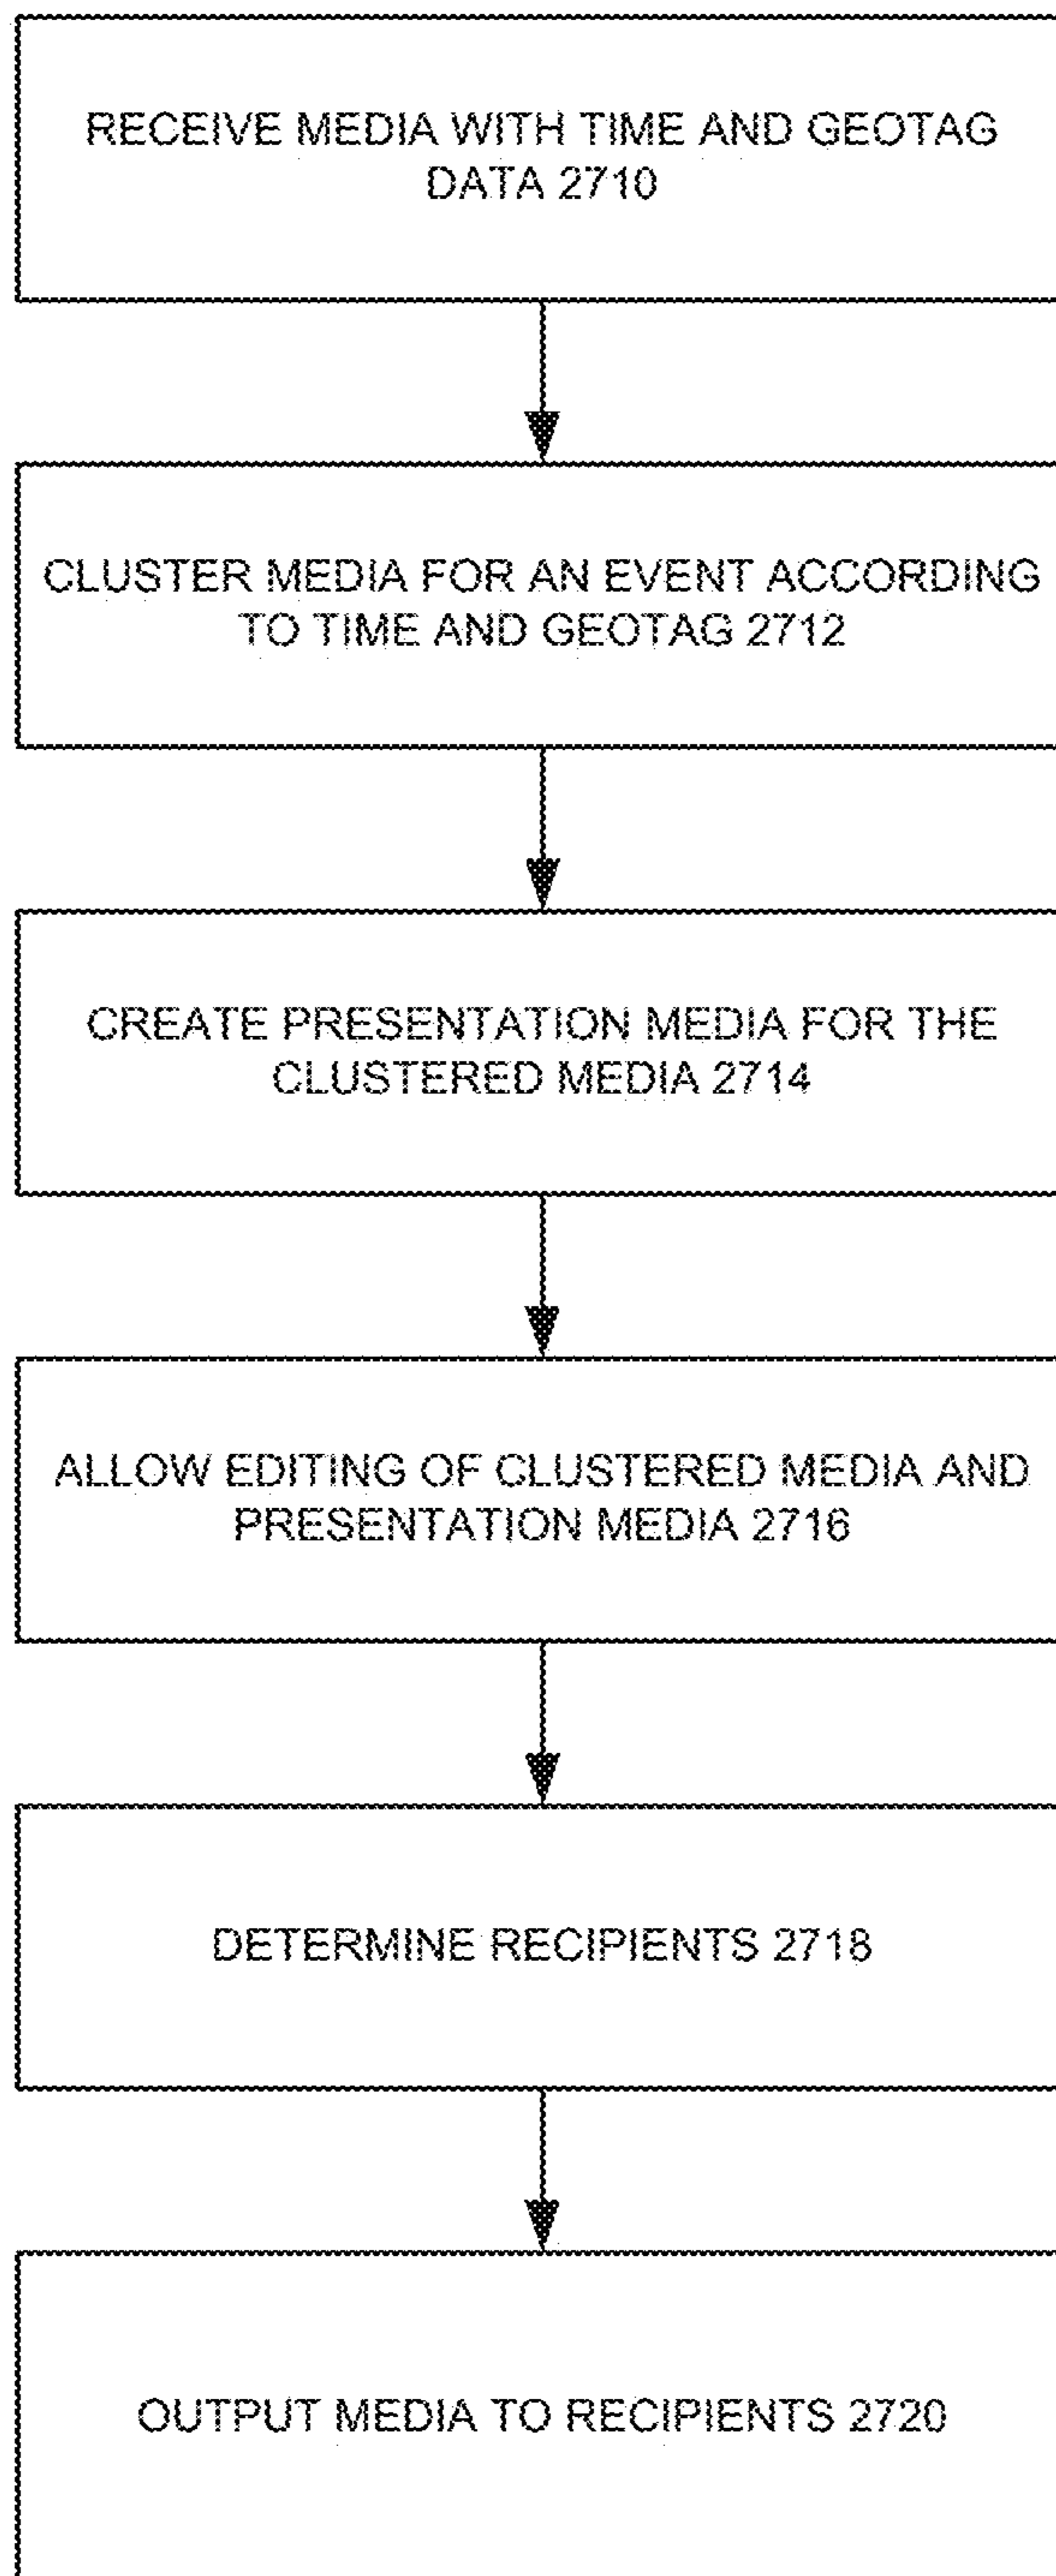 RECEIVE MEDIA WITH TIME AND GEOTAG
DATA 2710
CLUSTER MEDIA FOR AN EVENT ACCORDING
TO TIME AND GEOTAG 2712
CREATE PRESENTATION MEDIA FOR THE
CLUSTERED MEDIA 2714
ALLOW EDITING OF CLUSTERED MEDIA AND
PRESENTATION MEDIA 2716
DETERMINE RECIPIENTS 2718
OUTPUT MEDIA TO RECIPIENTS 2720